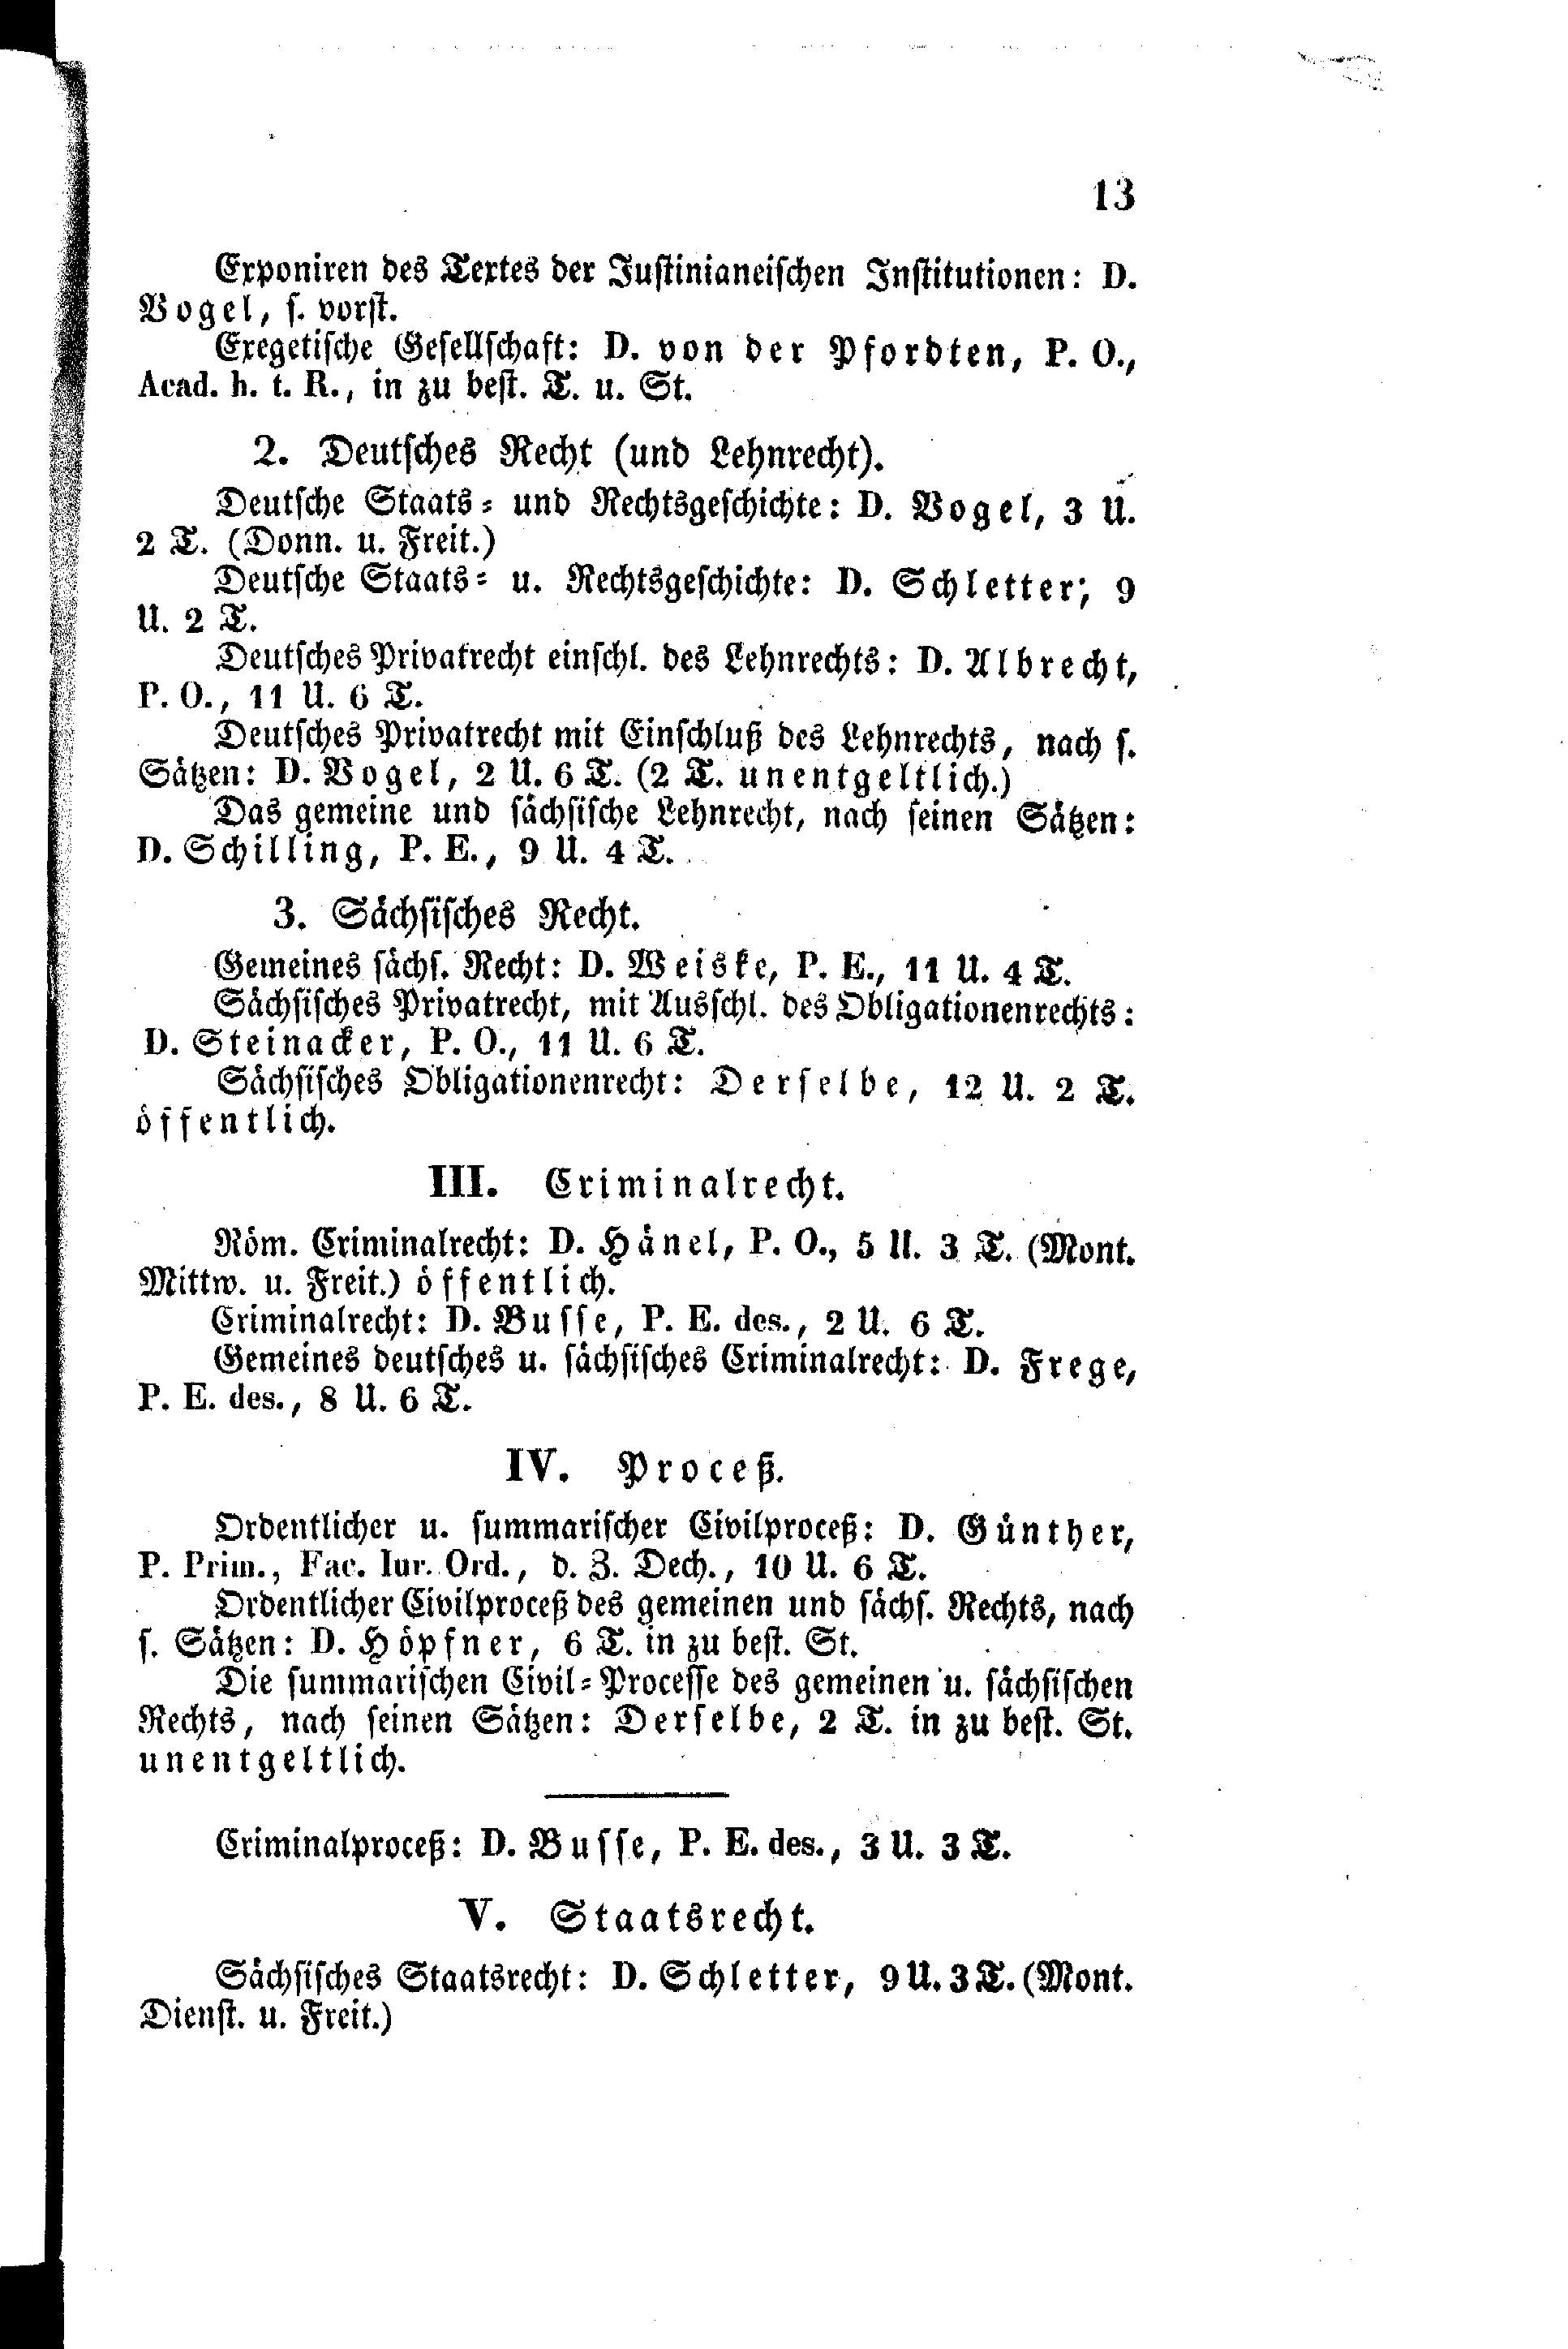 13
Exponiren des Textes der Justinianeischen Institutionen: D.
Vogel, s. vorst.
Exegetische Gesellschaft: D. von der Pfordten, P. O.,
Acad. h. t. R., in zu best. T. u. St.
2. Deutsches Recht (und Lehnrecht).
Deutsche Staats- und Rechtsgeschichte: D. Vogel, 3 U.
2 T. (Donn. u. Freit.)
Deutsche Staats- u. Rechtsgeschichte: D. Schletter, 9
U. 2 T.
Deutsches Privatrecht einschl. des Lehnrechts: D. Albrecht,
P. O., 11 U. 6 T.
Deutsches Privatrecht mit Einschluß des Lehnrechts, nach s.
Sätzen: D. Vogel, 2 U. 6 T. (2 T. unentgeltlich.)
Das gemeine und sächsische Lehnrecht, nach seinen Sätzen:
D. Schilling, P. E., 9 U. 4 T.
3. Sächsisches Recht.
Gemeines sächs. Recht: D. Weiske, P. E., 11 U. 4 T.
Sächsisches Privatrecht, mit Ausschl. des Obligationenrechts:
D. Steinacker, P. O., 11 U. 6 T.
Sächsisches Obligationenrecht: Derselbe, 12 U. 2 T.
öffentlich.
III. Criminalrecht.
Röm. Criminalrecht: D. Hänel, P. O., 5 U. 3 T. (Mont.
Mittw. u. Freit.) öffentlich.
Criminalrecht: D. Busse, P. E. des., 2 U. 6 T.
Gemeines deutsches u. sächsisches Criminalrecht: D. Frege,
P. E. des., 8 U. 6 T.
IV. Proceß.
Ordentlicher u. summarischer Civilproceß: D. Günther,
P. Prim., Fac. Iur. Ord., d. Z. Dech., 10 U. 6 T.
Ordentlicher Civilproceß des gemeinen und sächs. Rechts, nach
s. Sätzen: D. Höpfner, 6 T. in zu best. St.
Die summarischen Civil-Processe des gemeinen u. sächsischen
Rechts, nach seinen Sätzen: Derselbe, 2 T. in zu best. St.
unentgeltlich.
Criminalproceß: D. Busse, P. E. des., 3 U. 3 T.
V. Staatsrecht.
Sächsisches Staatsrecht: D. Schletter, 9 U. 3 T. (Mont.
Dienst. u. Freit.)